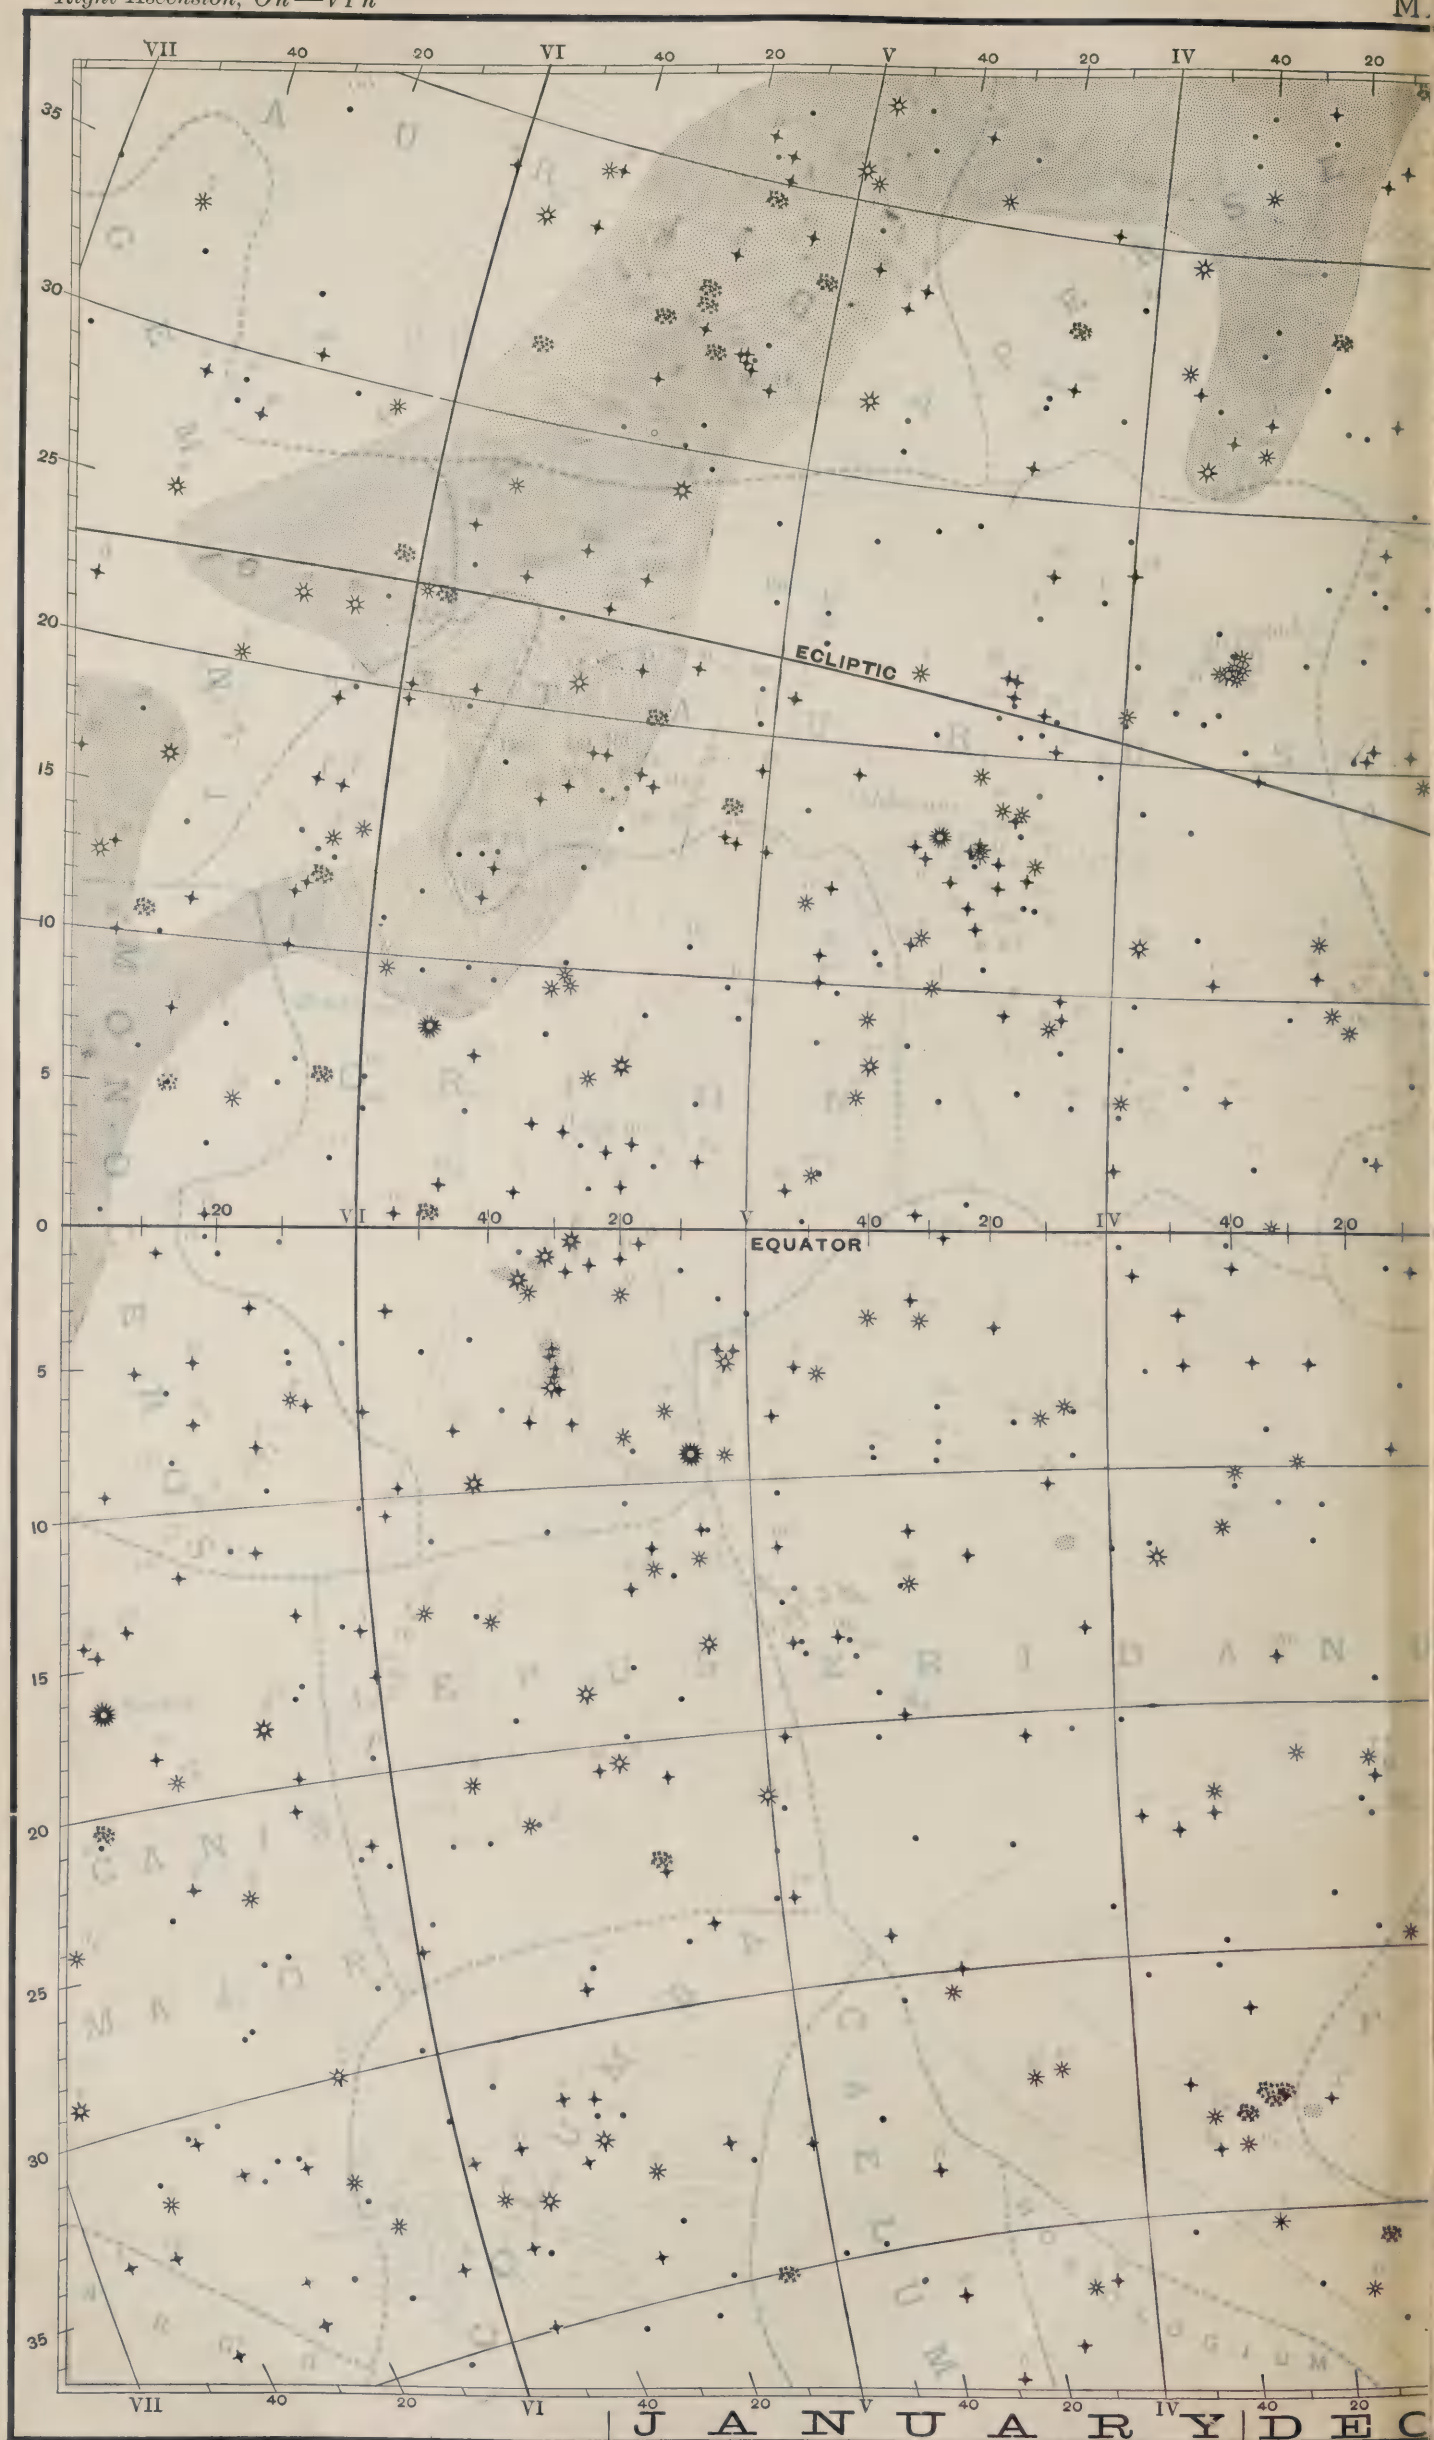 Right Ascension, 0h—VIh
M.
VII 40 20 VI 40 20 V 40 20 IV 40 20
35
A U R I G A
30
G E M I N I
P E R S E
25
20
ECLIPTIC
T A U R U S
15
10
M O N O C E R O S
O R I O N
5
0
20 VI 40 20 V 40 20 IV 40 20
EQUATOR
5
10
15
L E P U S
E R I D A N U
20
C A N I S
25
M A J O R
C O L U M B A
C A E L U M
30
H O R O L O G I U M
A R G O
35
VII 40 20 VI 40 20 V 40 20 IV 40 20
JANUARY DEC